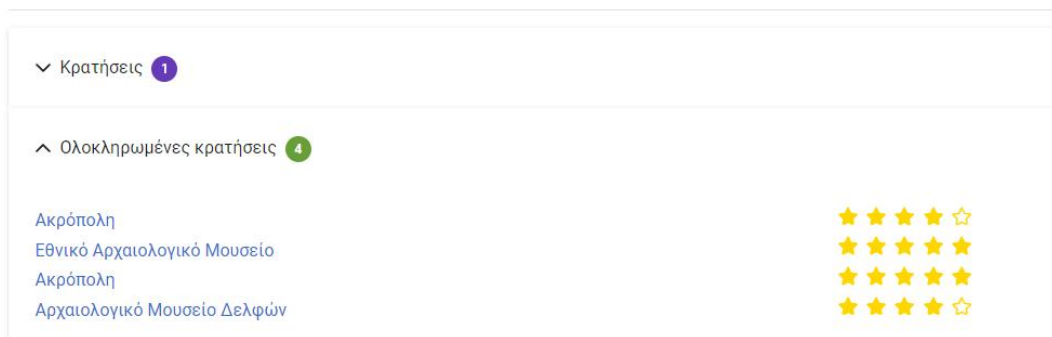 Κρατήσεις 1
Ολοκληρωμένες κρατήσεις 4
Ακρόπολη
Εθνικό Αρχαιολογικό Μουσείο
Ακρόπολη
Αρχαιολογικό Μουσείο Δελφών